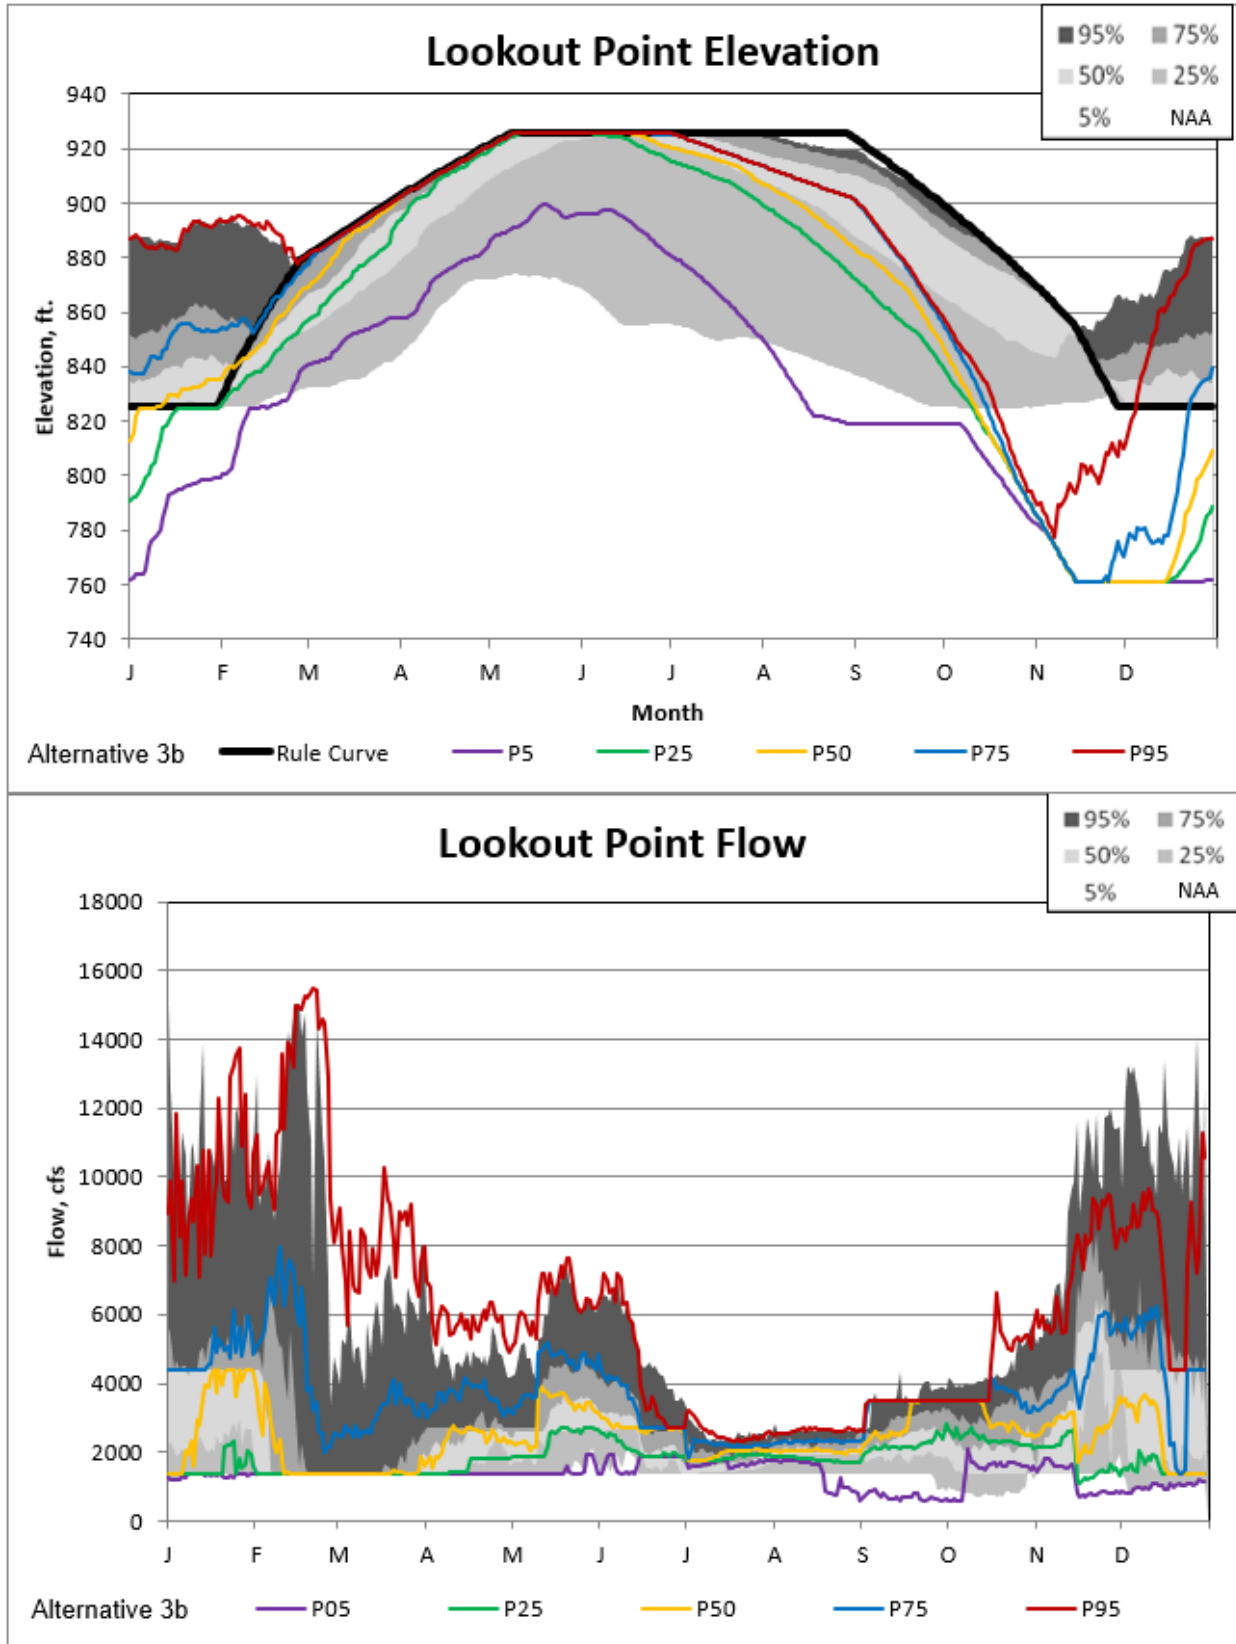 Lookout Point Elevation
95% 75%
50% 25%
5% NAA
940
920
900
880
860
840
820
800
780
760
740
Elevation, ft.
J F M A M J J A S O N D
Month
Alternative 3b Rule Curve P5 P25 P50 P75 P95
Lookout Point Flow
95% 75%
50% 25%
5% NAA
18000
16000
14000
12000
10000
8000
6000
4000
2000
0
Flow, cfs
J F M A M J J A S O N D
Alternative 3b P05 P25 P50 P75 P95